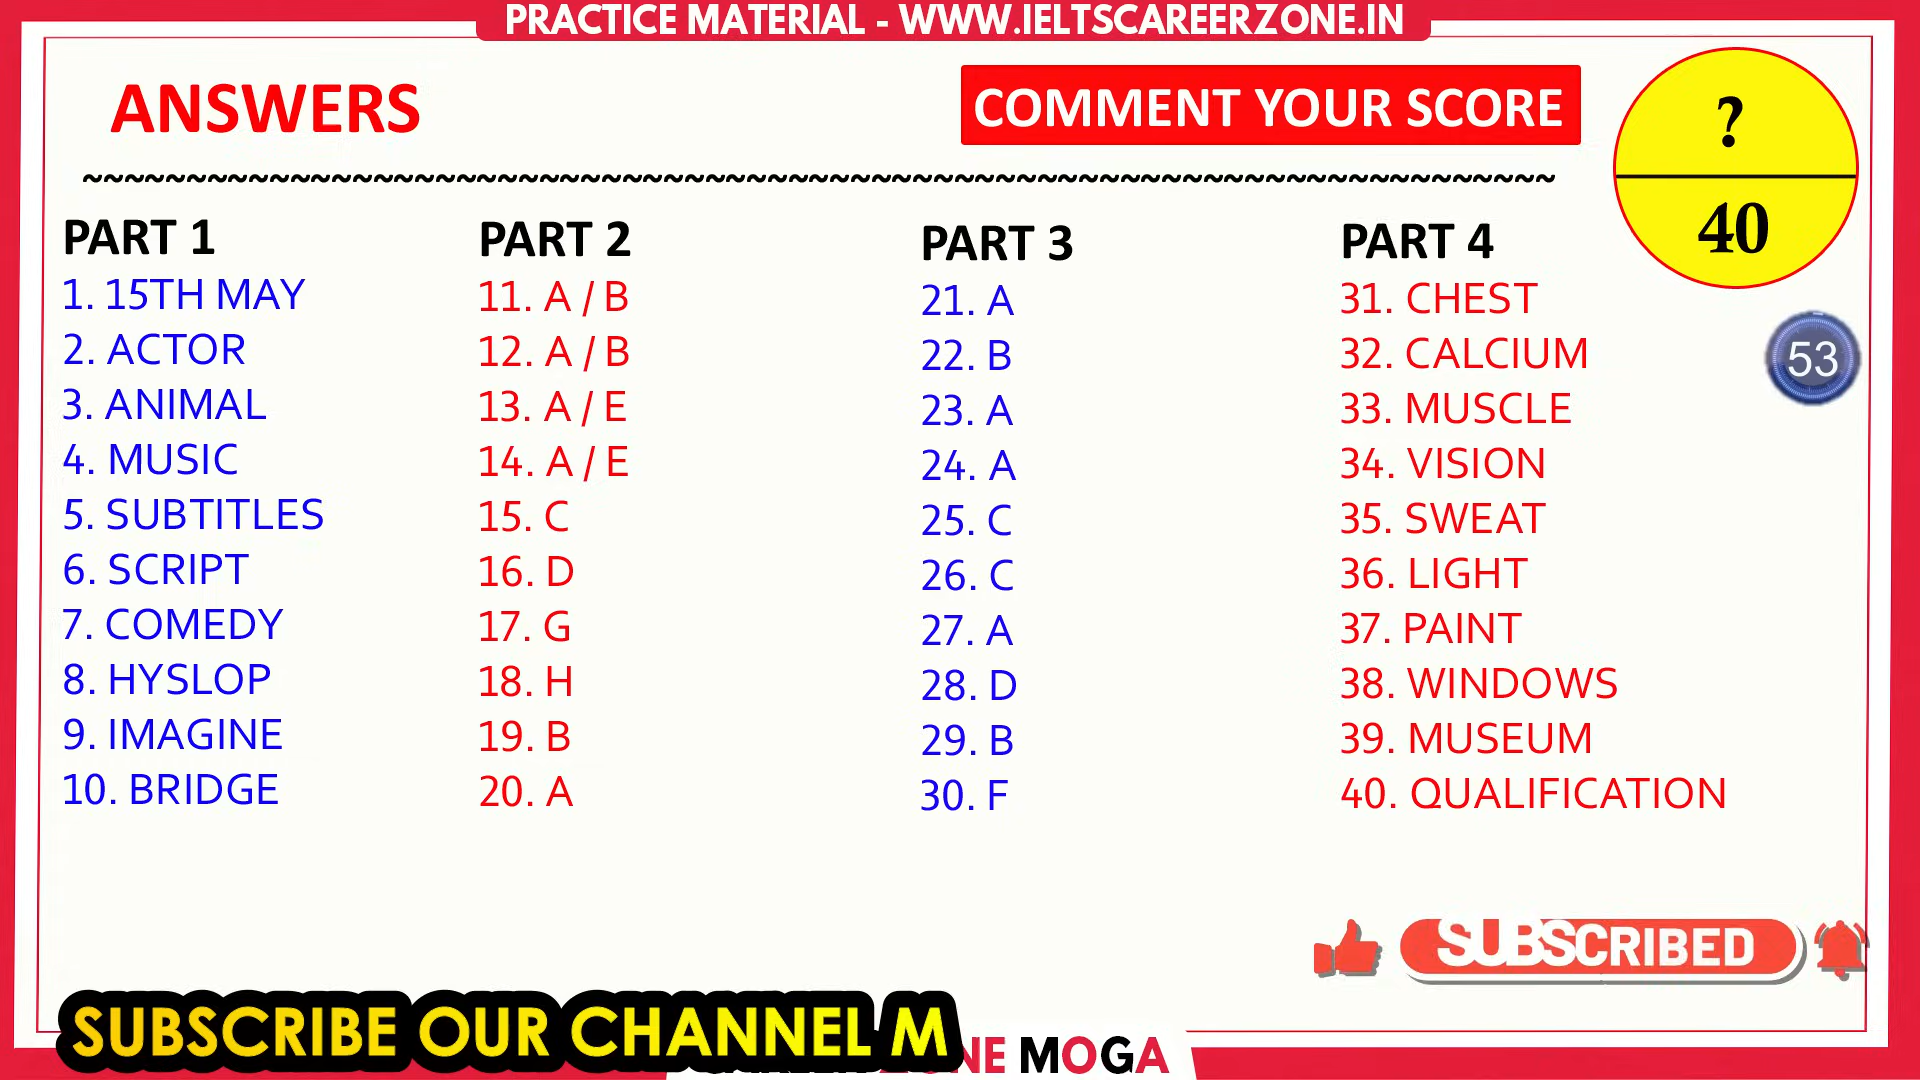 PRACTICE MATERIAL - WWW.IELTSCAREERZONE.IN
ANSWERS
COMMENT YOUR SCORE
?
40
~~~~~~~~~~~~~~~~~~~~~~~~~~~~~~~~~~~~~~~~~~~~~~~~~~~~~~~~~~~~~~~~~~~~~~~
PART 1
1. 15TH MAY
2. ACTOR
3. ANIMAL
4. MUSIC
5. SUBTITLES
6. SCRIPT
7. COMEDY
8. HYSLOP
9. IMAGINE
10. BRIDGE
PART 2
11. A / B
12. A / B
13. A / E
14. A / E
15. C
16. D
17. G
18. H
19. B
20. A
PART 3
21. A
22. B
23. A
24. A
25. C
26. C
27. A
28. D
29. B
30. F
PART 4
31. CHEST
32. CALCIUM
33. MUSCLE
34. VISION
35. SWEAT
36. LIGHT
37. PAINT
38. WINDOWS
39. MUSEUM
40. QUALIFICATION
53
SUBSCRIBED
SUBSCRIBE OUR CHANNEL M
MOGA